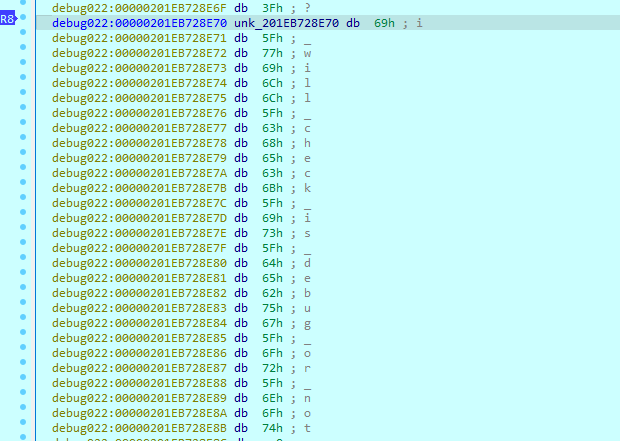 debug022:00000201EB728E6F db 3Fh ; ?
R8 debug022:00000201EB728E70 unk_201EB728E70 db 69h ; i
debug022:00000201EB728E71 db 5Fh ; _
debug022:00000201EB728E72 db 77h ; w
debug022:00000201EB728E73 db 69h ; i
debug022:00000201EB728E74 db 6Ch ; l
debug022:00000201EB728E75 db 6Ch ; l
debug022:00000201EB728E76 db 5Fh ; _
debug022:00000201EB728E77 db 63h ; c
debug022:00000201EB728E78 db 68h ; h
debug022:00000201EB728E79 db 65h ; e
debug022:00000201EB728E7A db 63h ; c
debug022:00000201EB728E7B db 6Bh ; k
debug022:00000201EB728E7C db 5Fh ; _
debug022:00000201EB728E7D db 69h ; i
debug022:00000201EB728E7E db 73h ; s
debug022:00000201EB728E7F db 5Fh ; _
debug022:00000201EB728E80 db 64h ; d
debug022:00000201EB728E81 db 65h ; e
debug022:00000201EB728E82 db 62h ; b
debug022:00000201EB728E83 db 75h ; u
debug022:00000201EB728E84 db 67h ; g
debug022:00000201EB728E85 db 5Fh ; _
debug022:00000201EB728E86 db 6Fh ; o
debug022:00000201EB728E87 db 72h ; r
debug022:00000201EB728E88 db 5Fh ; _
debug022:00000201EB728E89 db 6Eh ; n
debug022:00000201EB728E8A db 6Fh ; o
debug022:00000201EB728E8B db 74h ; t